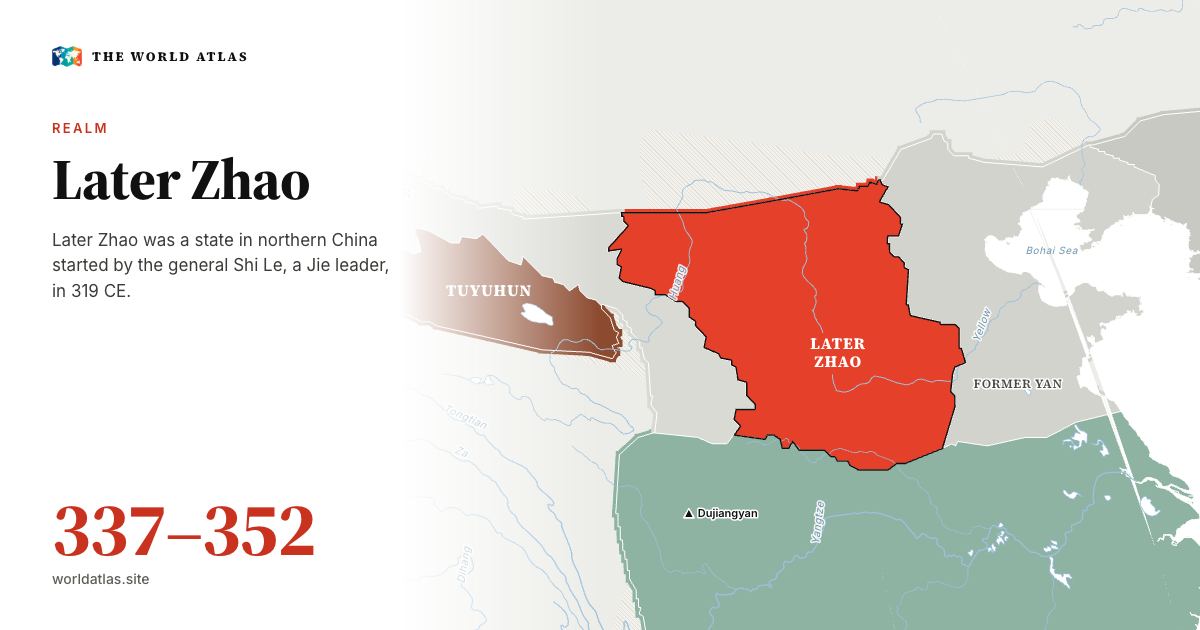 THE WORLD ATLAS
REALM
Later Zhao
Later Zhao was a state in northern China
started by the general Shi Le, a Jie leader,
in 319 CE.
337–352
worldatlas.site
TUYUHUN
Huang
LATER
ZHAO
Bohai Sea
Yellow
FORMER YAN
Tongtian
Za
Dihang
▲ Dujiangyan
Yangtze